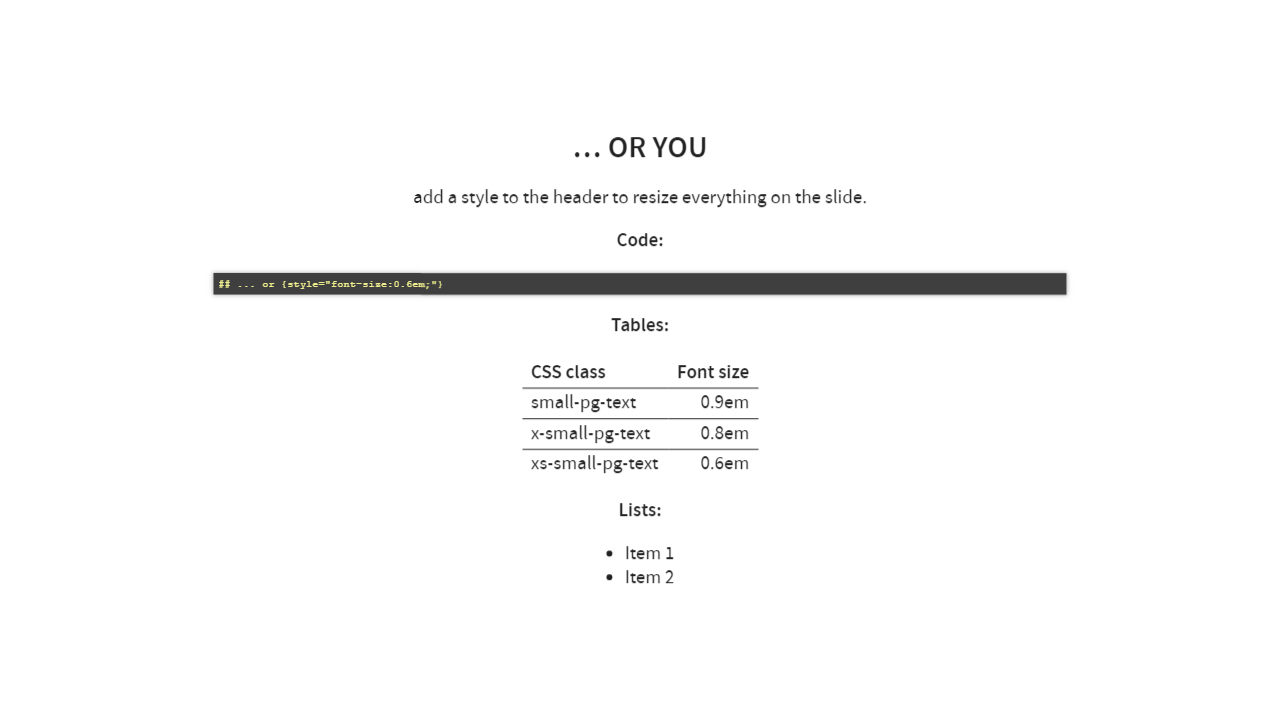 ... OR YOU
add a style to the header to resize everything on the slide.
Code:
## ... or {style="font-size:0.6em;"}
Tables:
CSS class Font size
small-pg-text 0.9em
x-small-pg-text 0.8em
xs-small-pg-text 0.6em
Lists:
• Item 1
• Item 2